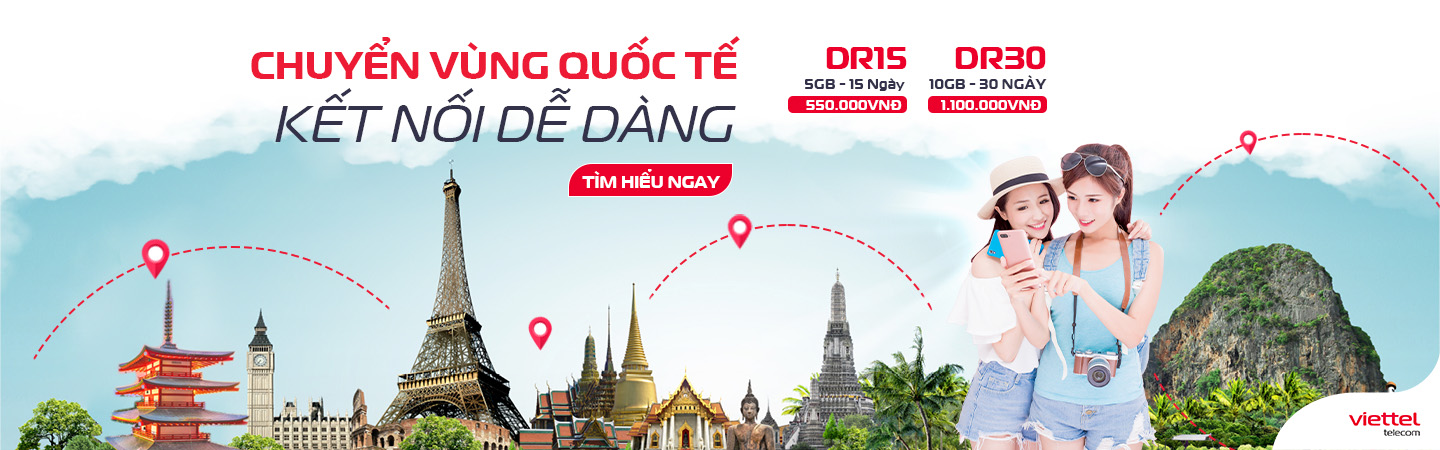 CHUYỂN VÙNG QUỐC TẾ
KẾT NỐI DỄ DÀNG
TÌM HIỂU NGAY
DR15
5GB - 15 Ngày
550.000VNĐ
DR30
10GB - 30 NGÀY
1.100.000VNĐ
viettel
telecom